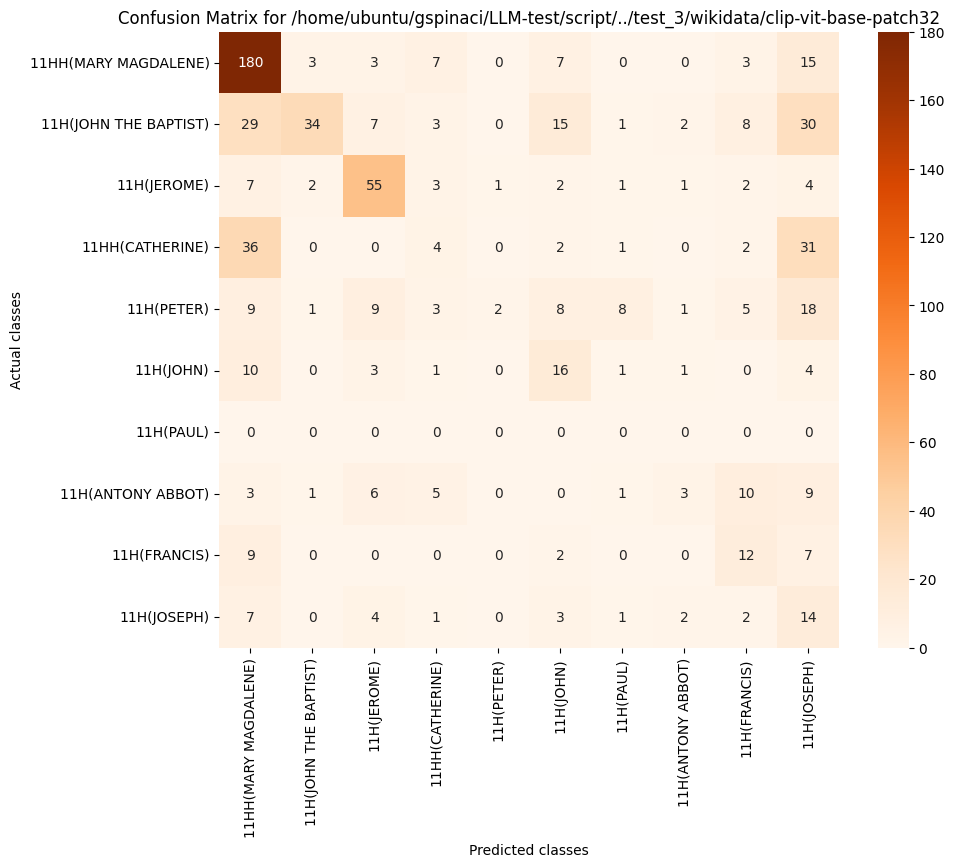 Confusion Matrix for /home/ubuntu/gspinaci/LLM-test/script/../test_3/wikidata/clip-vit-base-patch32
Actual classes
11HH(MARY MAGDALENE) 180 3 3 7 0 7 0 0 3 15
11H(JOHN THE BAPTIST) 29 34 7 3 0 15 1 2 8 30
11H(JEROME) 7 2 55 3 1 2 1 1 2 4
11HH(CATHERINE) 36 0 0 4 0 2 1 0 2 31
11H(PETER) 9 1 9 3 2 8 8 1 5 18
11H(JOHN) 10 0 3 1 0 16 1 1 0 4
11H(PAUL) 0 0 0 0 0 0 0 0 0 0
11H(ANTONY ABBOT) 3 1 6 5 0 0 1 3 10 9
11H(FRANCIS) 9 0 0 0 0 2 0 0 12 7
11H(JOSEPH) 7 0 4 1 0 3 1 2 2 14
11HH(MARY MAGDALENE)
11H(JOHN THE BAPTIST)
11H(JEROME)
11HH(CATHERINE)
11H(PETER)
11H(JOHN)
11H(PAUL)
11H(ANTONY ABBOT)
11H(FRANCIS)
11H(JOSEPH)
Predicted classes
180
160
140
120
100
80
60
40
20
0